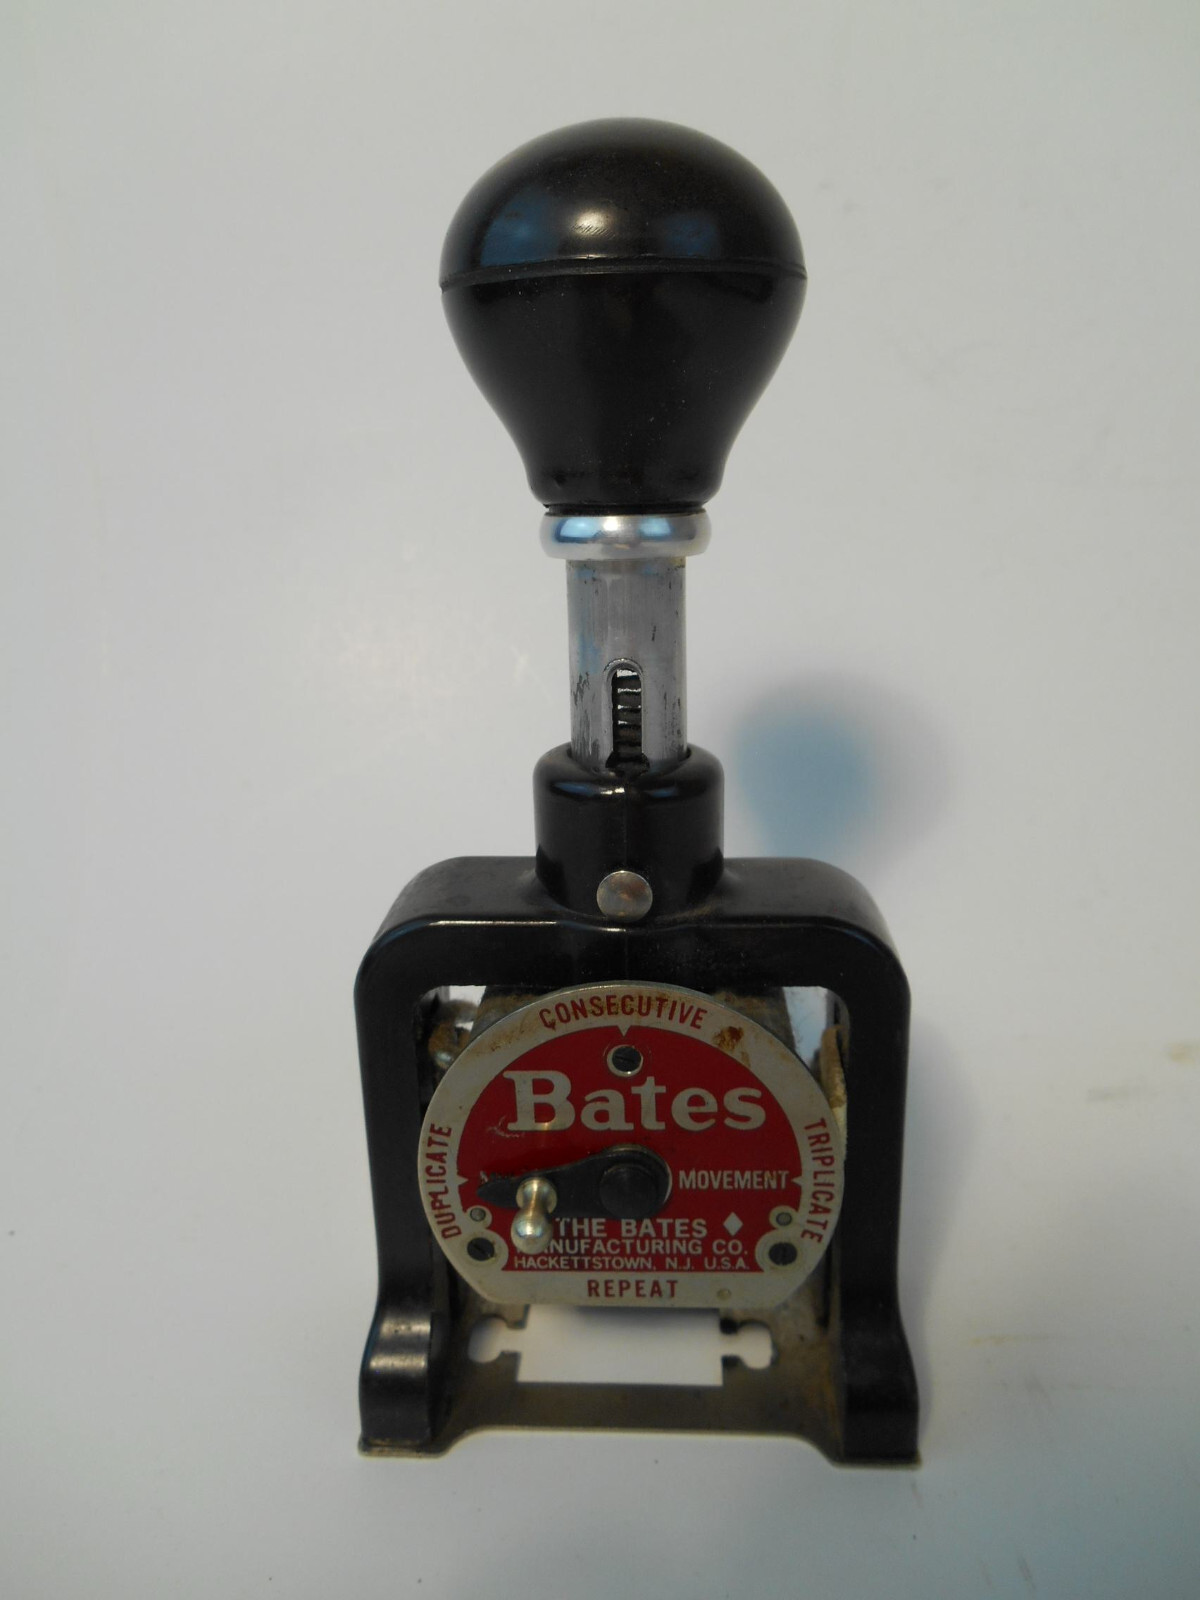 CONSECUTIVE
Bates
DUPLICATE
TRIPLICATE
MOVEMENT
THE BATES
MANUFACTURING CO.
HACKETTSTOWN, N.J. U.S.A.
REPEAT